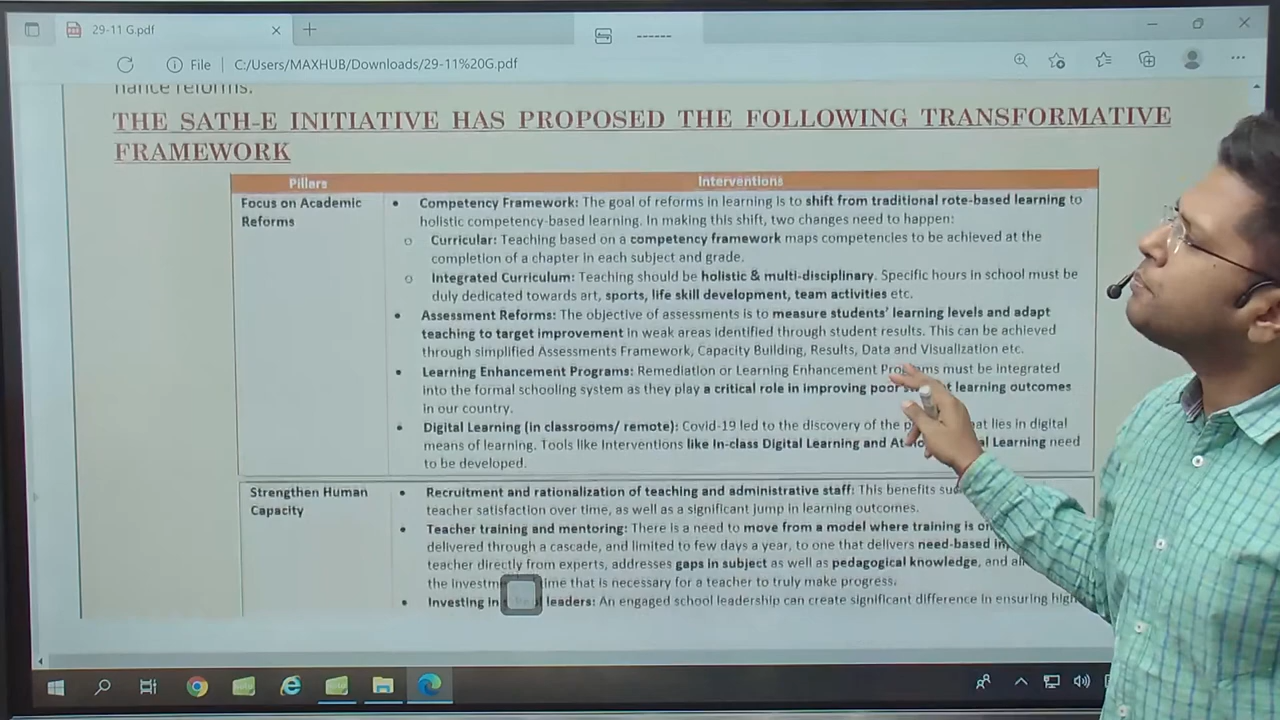 29-11 G.pdf
File C:/Users/MAXHUB/Downloads/29-11%20G.pdf
nance reforms.
THE SATH-E INITIATIVE HAS PROPOSED THE FOLLOWING TRANSFORMATIVE
FRAMEWORK
Pillars Interventions
Focus on Academic
Reforms
• Competency Framework: The goal of reforms in learning is to shift from traditional rote-based learning to
holistic competency-based learning. In making this shift, two changes need to happen:
o Curricular: Teaching based on a competency framework maps competencies to be achieved at the
completion of a chapter in each subject and grade.
o Integrated Curriculum: Teaching should be holistic & multi-disciplinary. Specific hours in school must be
duly dedicated towards art, sports, life skill development, team activities etc.
• Assessment Reforms: The objective of assessments is to measure students' learning levels and adapt
teaching to target improvement in weak areas identified through student results. This can be achieved
through simplified Assessments Framework, Capacity Building, Results, Data and Visualization etc.
• Learning Enhancement Programs: Remediation or Learning Enhancement Programs must be integrated
into the formal schooling system as they play a critical role in improving poor learning outcomes
in our country.
• Digital Learning (in classrooms/ remote): Covid-19 led to the discovery of the that lies in digital
means of learning. Tools like Interventions like In-class Digital Learning and Learning need
to be developed.
Strengthen Human
Capacity
• Recruitment and rationalization of teaching and administrative staff: This benefits
teacher satisfaction over time, as well as a significant jump in learning outcomes.
• Teacher training and mentoring: There is a need to move from a model where training is
delivered through a cascade, and limited to few days a year, to one that delivers need-based
teacher directly from experts, addresses gaps in subject as well as pedagogical knowledge, and
the time that is necessary for a teacher to truly make progress.
• Investing in leaders: An engaged school leadership can create significant difference in ensuring high